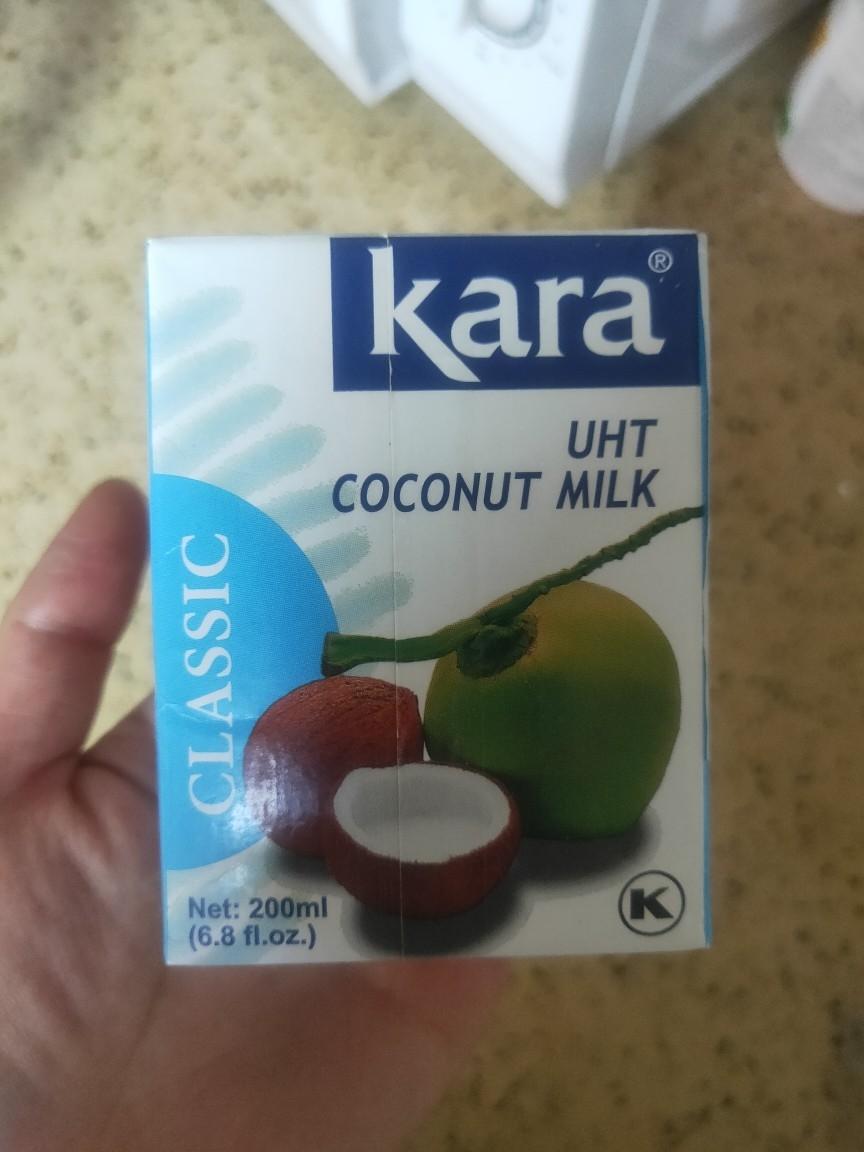 kara®
UHT
COCONUT MILK
CLASSIC
Net: 200ml
(6.8 fl.oz.)
K